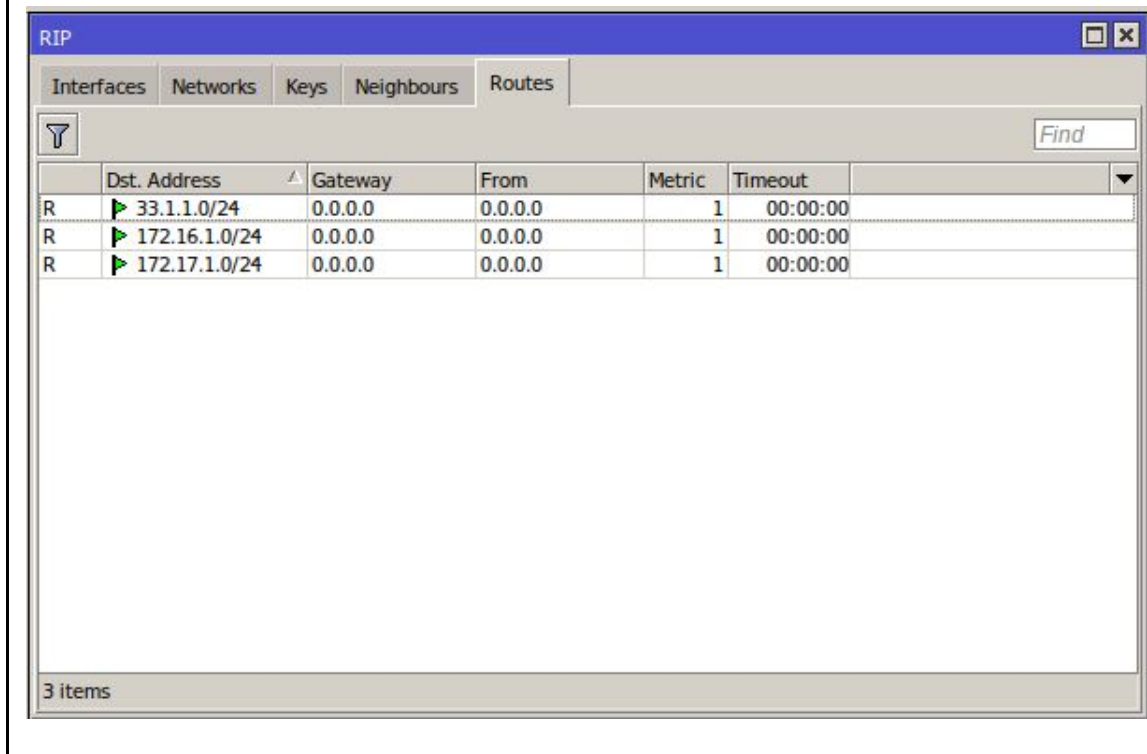 RIP
Interfaces Networks Keys Neighbours Routes
Find
Dst. Address Gateway From Metric Timeout
R 33.1.1.0/24 0.0.0.0 0.0.0.0 1 00:00:00
R 172.16.1.0/24 0.0.0.0 0.0.0.0 1 00:00:00
R 172.17.1.0/24 0.0.0.0 0.0.0.0 1 00:00:00
3 items